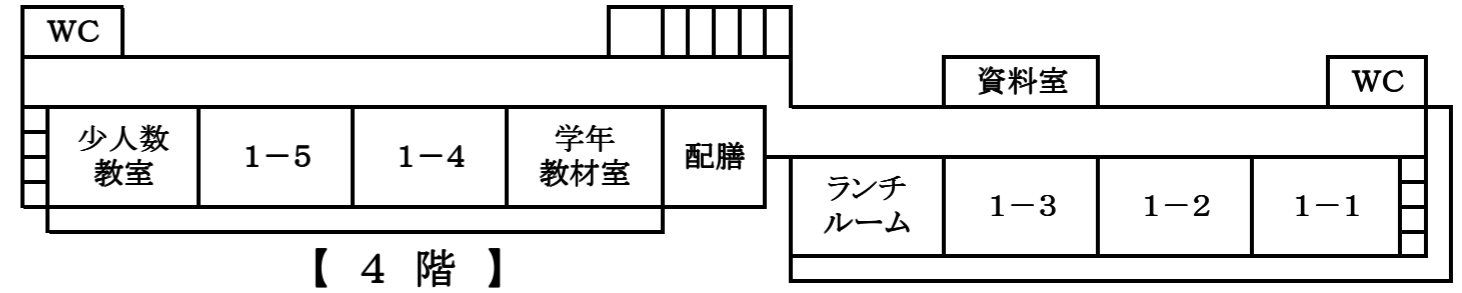 WC
資料室
WC
少人数
教室
1－5
1－4
学年
教材室
配膳
ランチ
ルーム
1－3
1－2
1－1
【 4 階 】